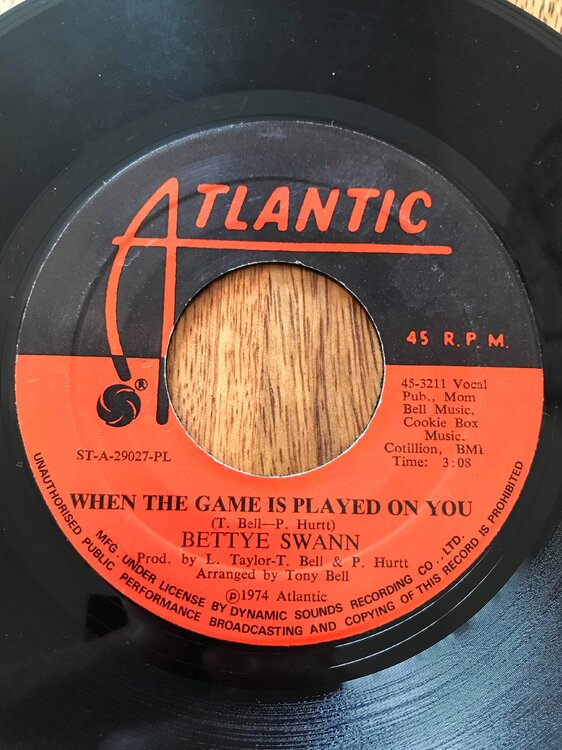 ATLANTIC
45 R.P.M.
®
45-3211 Vocal
Pub., Mom
Bell Music,
Cookie Box
Music,
Cotillion, BMI
Time: 3:08
ST-A-29027-PL
WHEN THE GAME IS PLAYED ON YOU
(T. Bell—P. Hurtt)
BETTYE SWANN
Prod. by L. Taylor-T. Bell & P. Hurtt
Arranged by Tony Bell
℗1974 Atlantic
MFG. UNDER LICENSE BY DYNAMIC SOUNDS RECORDING CO., LTD.
UNAUTHORISED PUBLIC PERFORMANCE BROADCASTING AND COPYING OF THIS RECORD IS PROHIBITED